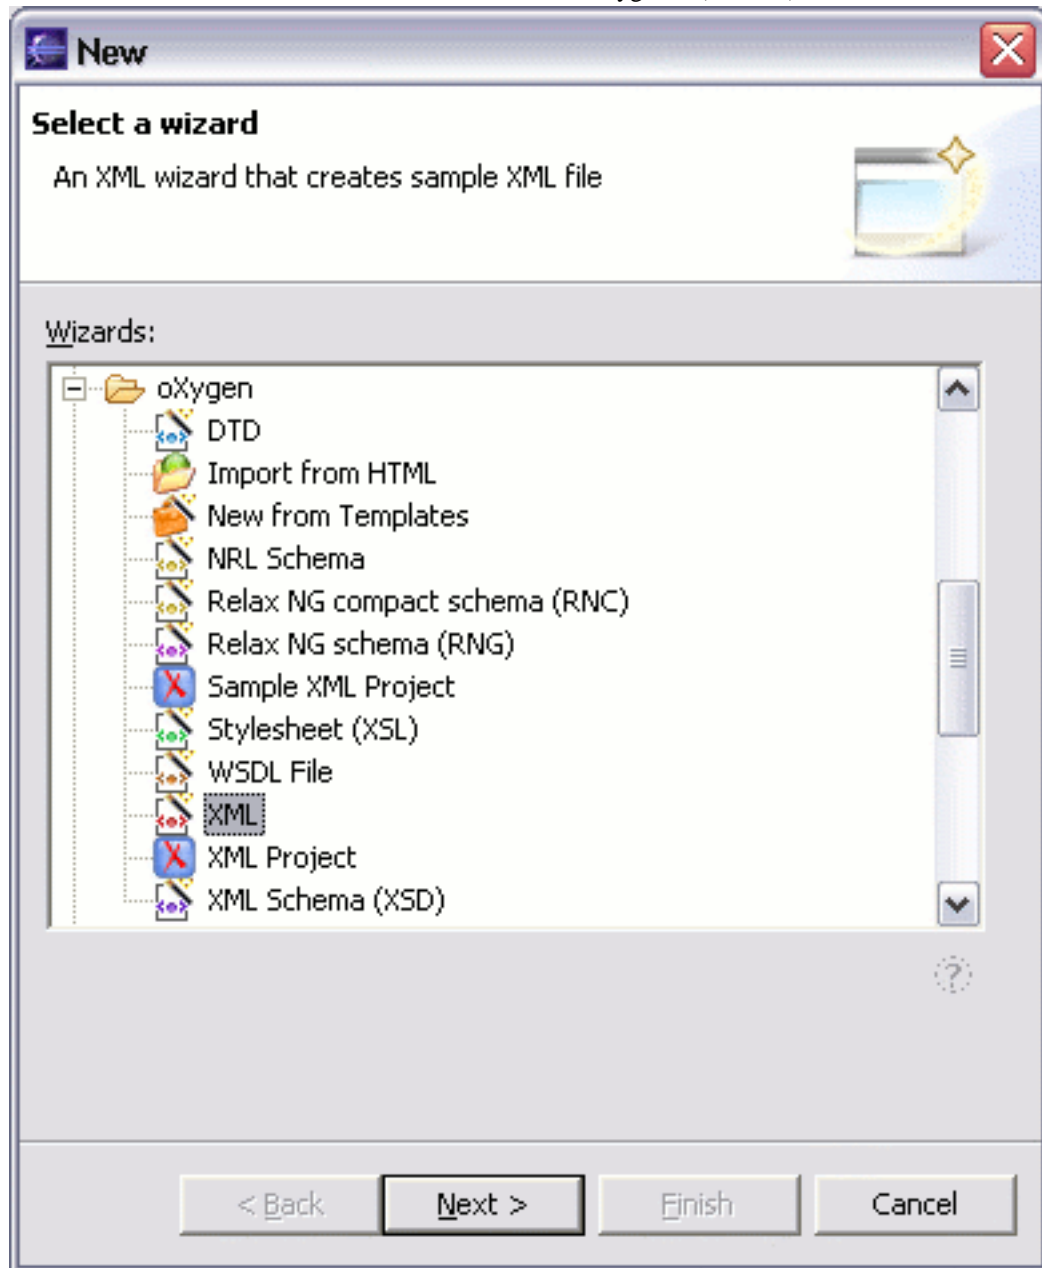 New
Select a wizard
An XML wizard that creates sample XML file
Wizards:
oXygen
DTD
Import from HTML
New from Templates
NRL Schema
Relax NG compact schema (RNC)
Relax NG schema (RNG)
Sample XML Project
Stylesheet (XSL)
WSDL File
XML
XML Project
XML Schema (XSD)
< Back Next > Finish Cancel